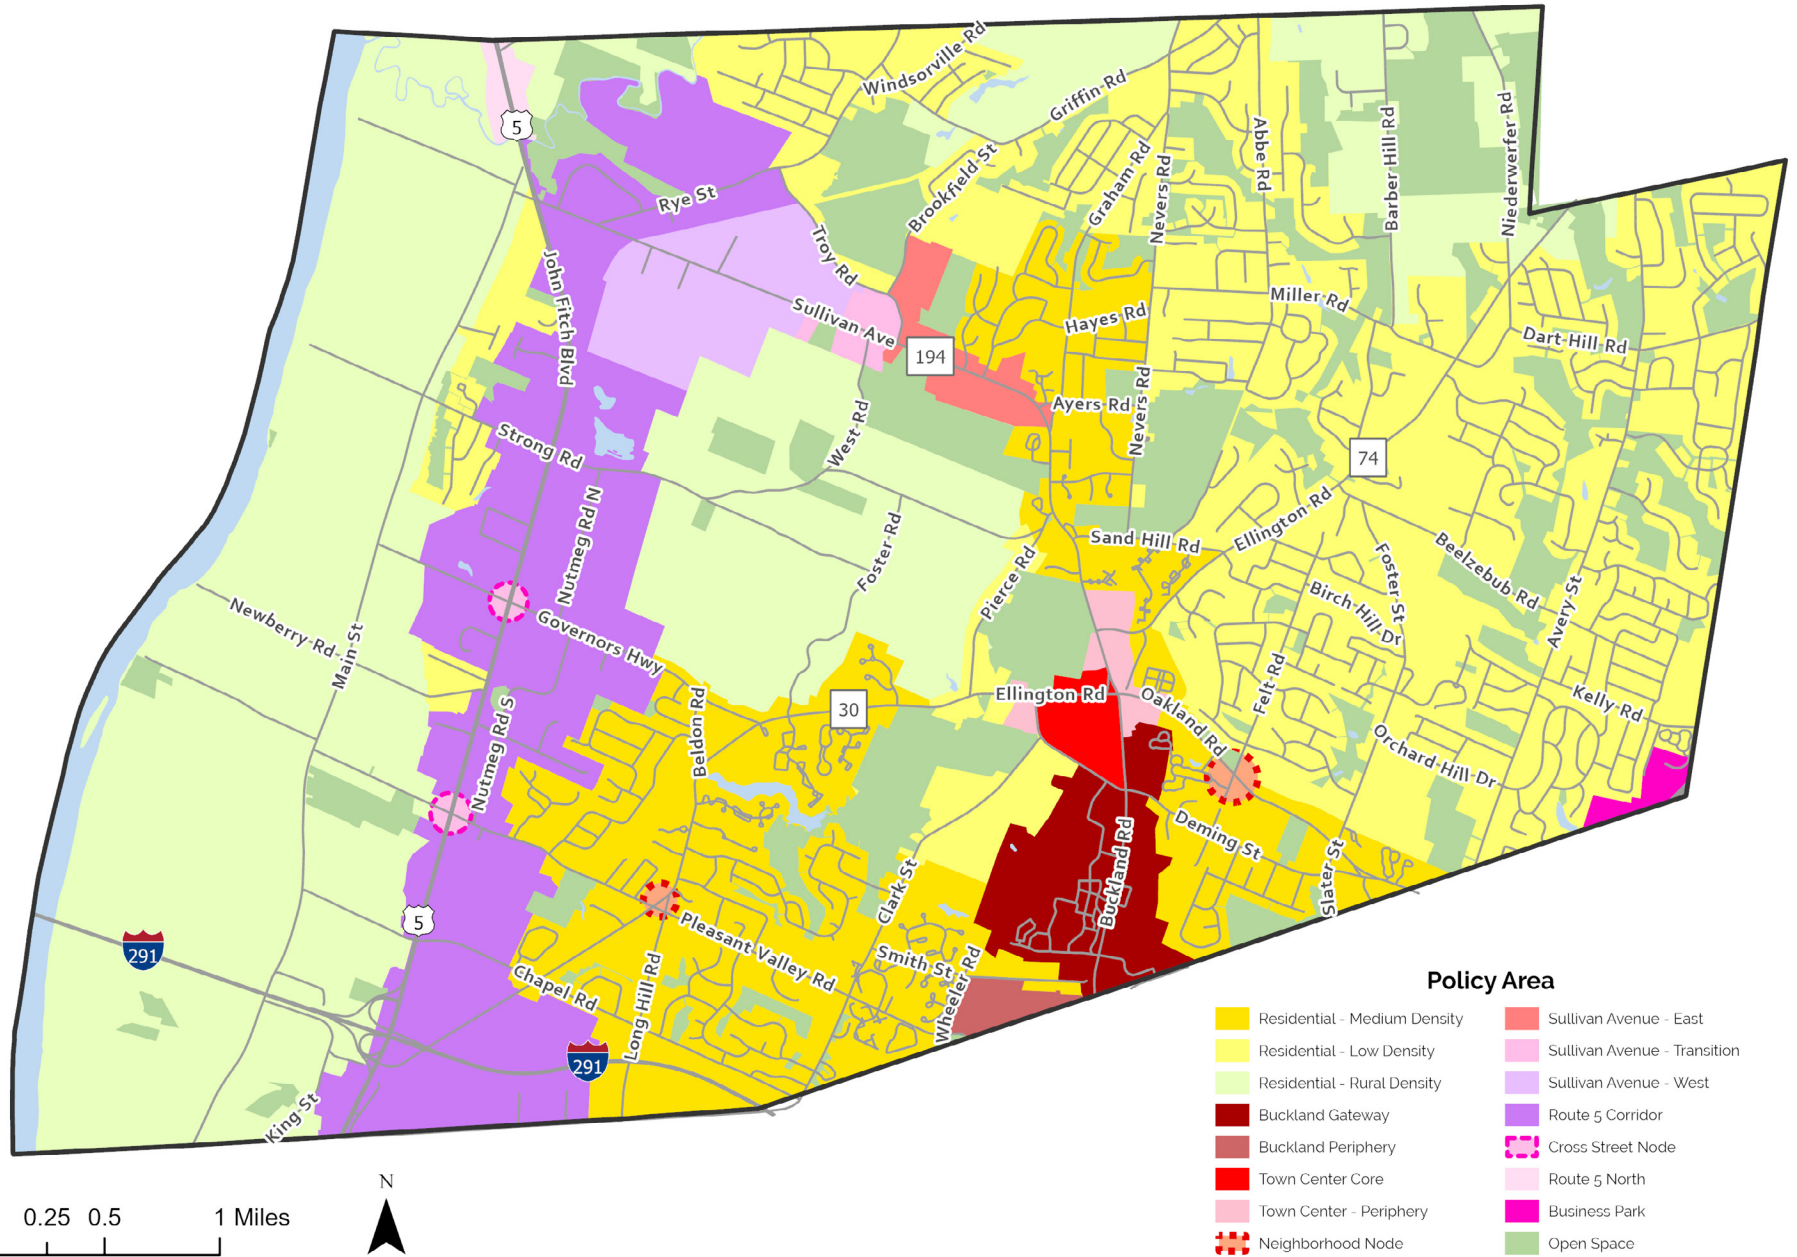 Windsorville Rd
Griffin Rd
5
Abbe Rd
Barber Hill Rd
Niederwerfer Rd
Brookfield St
Graham Rd
Nevers Rd
Rye St
Troy Rd
John Fitch Blvd
Sullivan Ave
Hayes Rd
Miller Rd
Dart Hill Rd
194
Ayers Rd
Nevers Rd
Strong Rd
West Rd
74
Nutmeg Rd N
Foster Rd
Sand Hill Rd
Ellington Rd
Pierce Rd
Foster St
Beelzebub Rd
Birch Hill Dr
Avery St
Newberry Rd
Main St
Governors Hwy
Beldon Rd
30
Ellington Rd
Oakland Rd
Felt Rd
Kelly Rd
Nutmeg Rd S
Orchard Hill Dr
Deming St
Buckland Rd
Slater St
Clark St
5
Pleasant Valley Rd
Smith St
Wheeler Rd
291
Chapel Rd
Long Hill Rd
291
King St
N
0.25 0.5 1 Miles
Policy Area
Residential - Medium Density
Residential - Low Density
Residential - Rural Density
Buckland Gateway
Buckland Periphery
Town Center Core
Town Center - Periphery
Neighborhood Node
Sullivan Avenue - East
Sullivan Avenue - Transition
Sullivan Avenue - West
Route 5 Corridor
Cross Street Node
Route 5 North
Business Park
Open Space